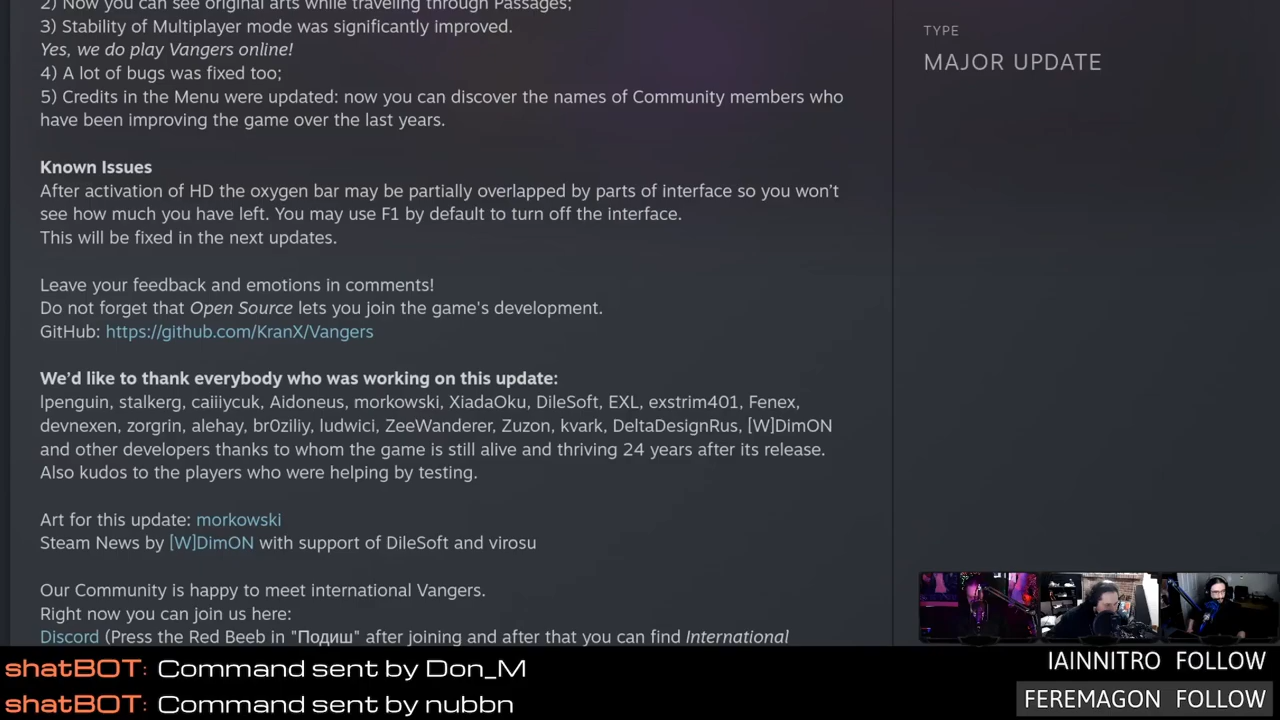 2) Now you can see original arts while traveling through Passages;
3) Stability of Multiplayer mode was significantly improved.
Yes, we do play Vangers online!
4) A lot of bugs was fixed too;
5) Credits in the Menu were updated: now you can discover the names of Community members who
have been improving the game over the last years.
Known Issues
After activation of HD the oxygen bar may be partially overlapped by parts of interface so you won't
see how much you have left. You may use F1 by default to turn off the interface.
This will be fixed in the next updates.
Leave your feedback and emotions in comments!
Do not forget that Open Source lets you join the game's development.
GitHub: https://github.com/KranX/Vangers
We'd like to thank everybody who was working on this update:
lpenguin, stalkerg, caiiiycuk, Aidoneus, morkowski, XiadaOku, DileSoft, EXL, exstrim401, Fenex,
devnexen, zorgrin, alehay, br0ziliy, ludwici, ZeeWanderer, Zuzon, kvark, DeltaDesignRus, [W]DimON
and other developers thanks to whom the game is still alive and thriving 24 years after its release.
Also kudos to the players who were helping by testing.
Art for this update: morkowski
Steam News by [W]DimON with support of DileSoft and virosu
Our Community is happy to meet international Vangers.
Right now you can join us here:
Discord (Press the Red Beeb in "Подиш" after joining and after that you can find International
TYPE
MAJOR UPDATE
shatBOT: Command sent by Don_M
shatBOT: Command sent by nubbn
IAINNITRO FOLLOW
FEREMAGON FOLLOW